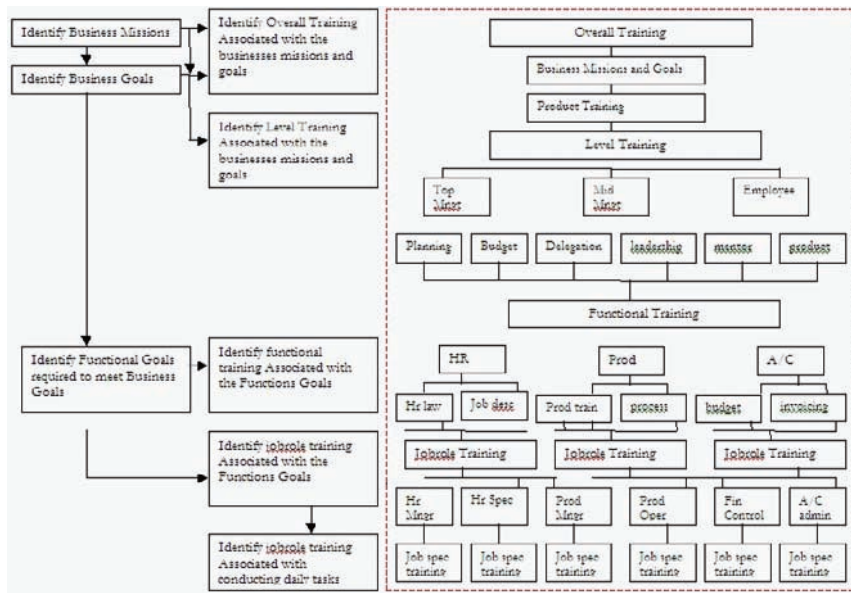 Identify Business Missions
Identify Business Goals
Identify Overall Training
Associated with the
businesses missions and
goals
Identify Level Training
Associated with the
businesses missions and
goals
Identify Functional Goals
required to meet Business
Goals
Identify functional
training Associated with
the Functions Goals
Identify jobrole training
Associated with the
Functions Goals
Identify jobrole training
Associated with
conducting daily tasks
Overall Training
Business Missions and Goals
Product Training
Level Training
Top
Mngt
Mid
Mngt
Employee
Planning
Budget
Delegation
leadership
mentor
product
Functional Training
HR
Prod
A/C
Hr law
Job desc
Prod train
process
budget
invoicing
Jobrole Training
Jobrole Training
Jobrole Training
Hr
Mngr
Hr Spec
Prod
Mngr
Prod
Oper
Fin
Control
A/C
admin
Job spec
training
Job spec
training
Job spec
training
Job spec
training
Job spec
training
Job spec
training